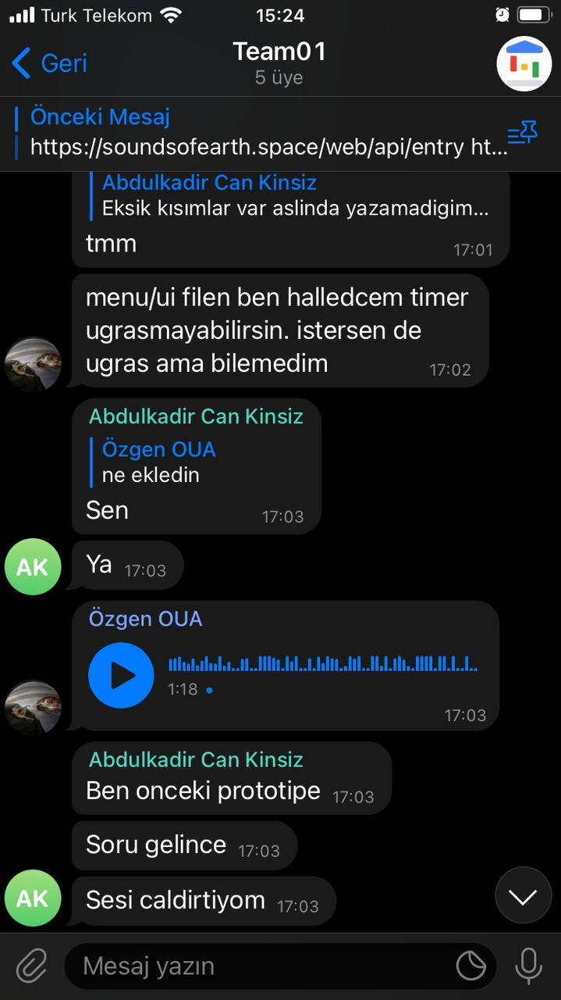 Turk Telekom
15:24
Geri
Team01
5 üye
Önceki Mesaj
https://soundsofearth.space/web/api/entry ht...
Abdulkadir Can Kinsiz
Eksik kısımlar var aslinda yazamadigim...
tmm
17:01
menu/ui filen ben halledcem timer
ugrasmayabilirsin. istersen de
ugras ama bilemedim
17:02
Abdulkadir Can Kinsiz
Özgen OUA
ne ekledin
Sen
17:03
AK
Ya 17:03
Özgen OUA
1:18
17:03
Abdulkadir Can Kinsiz
Ben onceki prototipe 17:03
Soru gelince 17:03
AK
Sesi caldirtiyom 17:03
Mesaj yazın